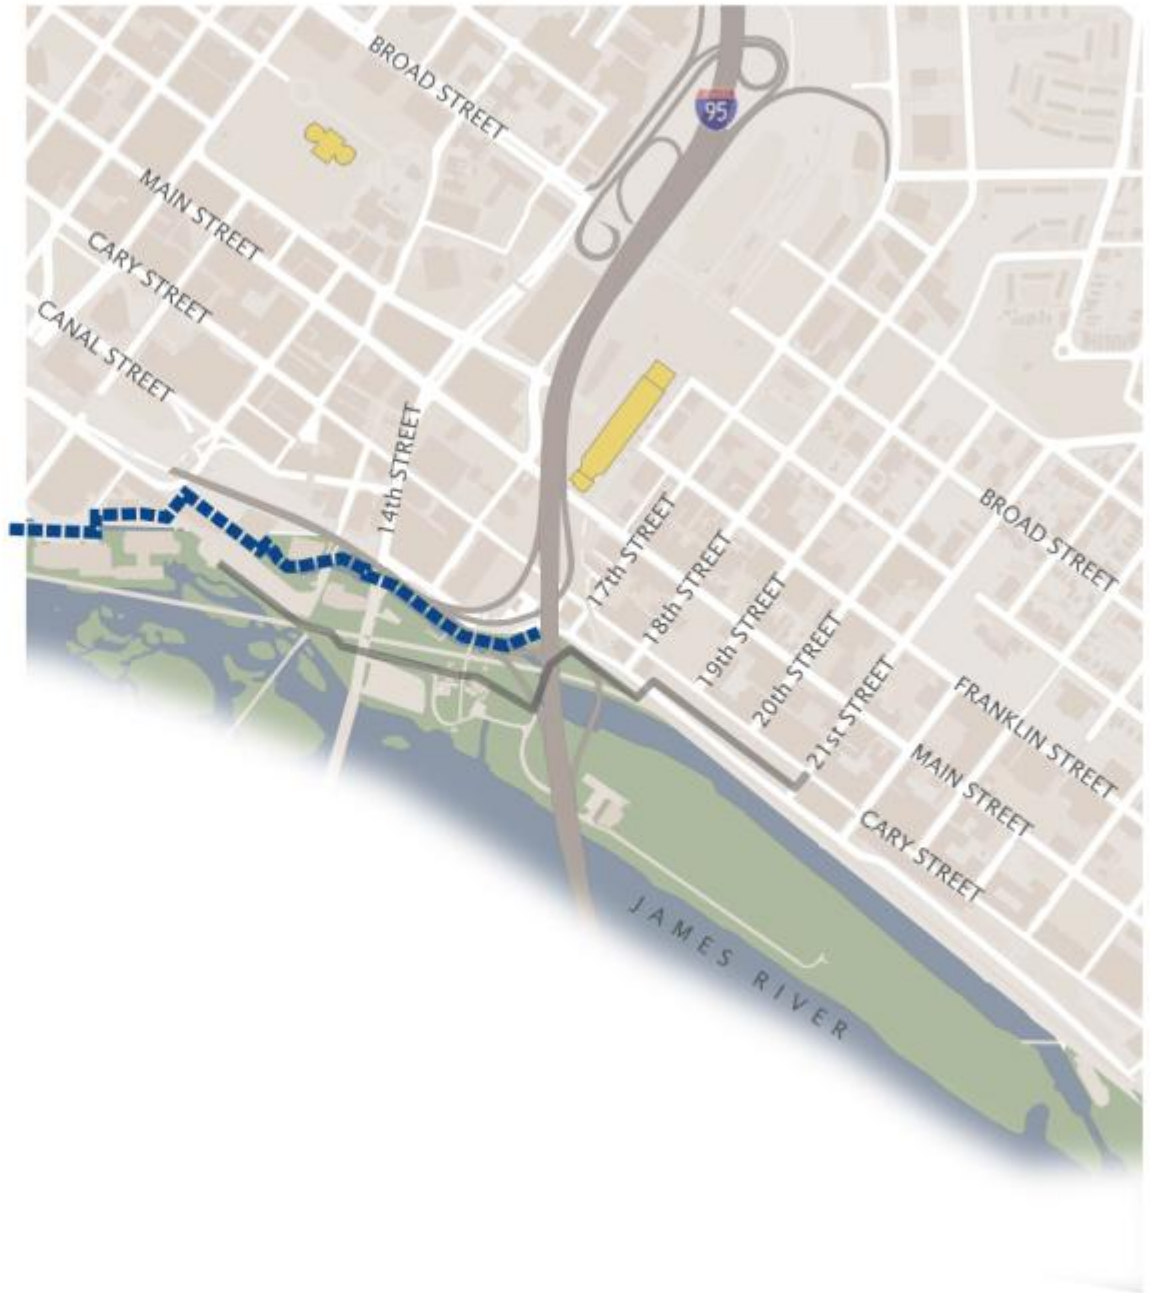 BROAD STREET
95
MAIN STREET
CARY STREET
CANAL STREET
14th STREET
17th STREET
18th STREET
19th STREET
20th STREET
21st STREET
BROAD STREET
FRANKLIN STREET
MAIN STREET
CARY STREET
JAMES RIVER